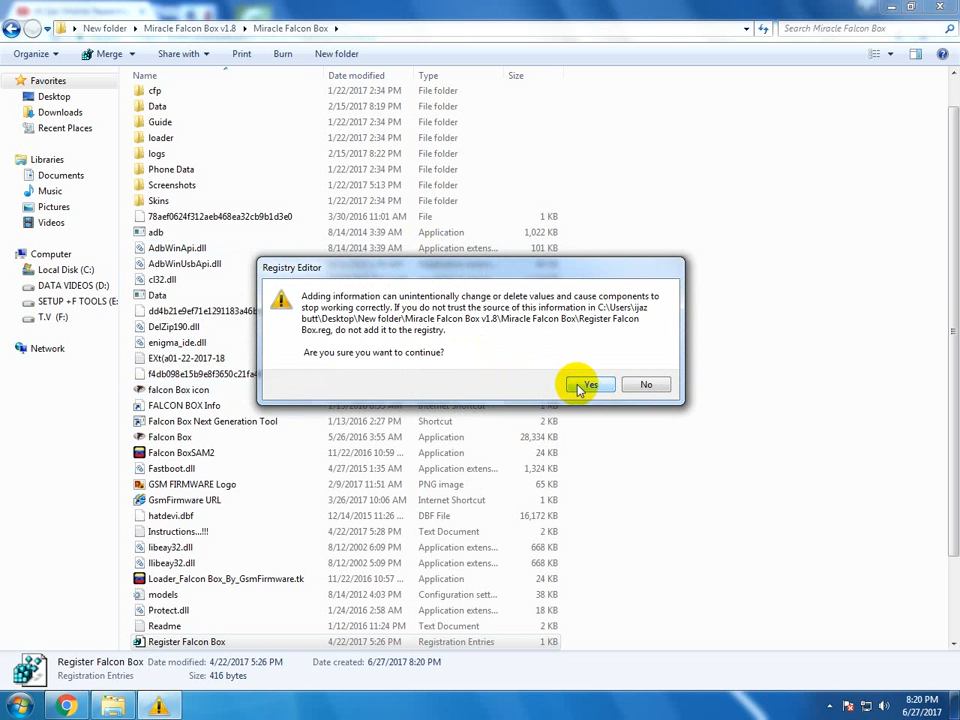 New folder ▸ Miracle Falcon Box v1.8 ▸ Miracle Falcon Box ▸
Search Miracle Falcon Box
Organize Merge Share with Print Burn New folder
Name Date modified Type Size
Favorites
Desktop
Downloads
Recent Places
Libraries
Documents
Music
Pictures
Videos
Computer
Local Disk (C:)
DATA VIDEOS (D:)
SETUP +F TOOLS (E:
T.V (F:)
Network
cfp 1/22/2017 2:34 PM File folder
Data 2/15/2017 8:19 PM File folder
Guide 1/22/2017 2:34 PM File folder
loader 1/22/2017 2:34 PM File folder
logs 2/15/2017 8:22 PM File folder
Phone Data 1/22/2017 2:34 PM File folder
Screenshots 1/22/2017 5:13 PM File folder
Skins 1/22/2017 2:34 PM File folder
78aef0624f312aeb468ea32cb9b1d3e0 3/30/2016 11:01 AM File 1 KB
adb 8/14/2014 3:39 AM Application 1,022 KB
AdbWinApi.dll 8/14/2014 3:39 AM Application extens... 101 KB
AdbWinUsbApi.dll
cl32.dll
Data
dd41ed9ef71e283710a46a
DelZip190.dll
enigma_ide.dll
EXt(a01-22-2017-18
f4db098e15b9e8f3650c21fa4
falcon Box icon
FALCON BOX Info
Falcon Box Next Generation Tool 1/13/2016 2:27 PM Shortcut 2 KB
Falcon Box 5/26/2016 3:55 AM Application 28,334 KB
Falcon BoxSAM2 11/22/2016 10:59 ... Application 24 KB
Fastboot.dll 4/27/2015 1:35 AM Application extens... 1,324 KB
GSM FIRMWARE Logo 2/9/2017 11:51 AM PNG image 65 KB
GsmFirmware URL 3/26/2017 10:06 AM Internet Shortcut 1 KB
hatdevi.dbf 12/14/2015 11:26 ... DBF File 16,172 KB
Instructions...!!! 4/22/2017 5:28 PM Text Document 2 KB
libeay32.dll 8/12/2002 6:09 PM Application extens... 668 KB
llibeay32.dll 8/12/2002 5:09 PM Application extens... 668 KB
Loader_Falcon Box_By_GsmFirmware.tk 11/22/2016 10:57 ... Application 24 KB
models 8/14/2012 4:03 PM Configuration sett... 38 KB
Protect.dll 1/24/2016 2:58 AM Application extens... 18 KB
Readme 1/12/2016 11:24 PM Text Document 2 KB
Register Falcon Box 4/22/2017 5:26 PM Registration Entries 1 KB
Registry Editor
Adding information can unintentionally change or delete values and cause components to
stop working correctly. If you do not trust the source of this information in C:\Users\ijaz
butt\Desktop\New folder\Miracle Falcon Box v1.8\Miracle Falcon Box\Register Falcon
Box.reg, do not add it to the registry.
Are you sure you want to continue?
Yes No
Register Falcon Box Date modified: 4/22/2017 5:26 PM Date created: 6/27/2017 8:20 PM
Registration Entries Size: 416 bytes
8:20 PM
6/27/2017